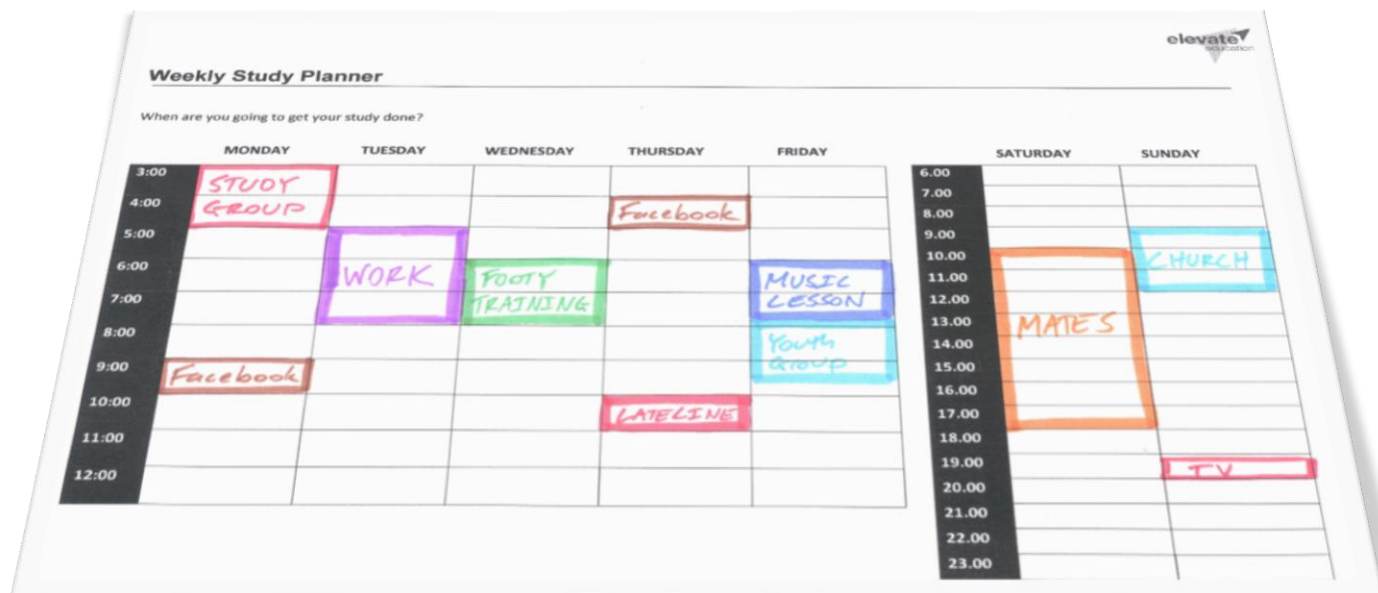 elevate
education
Weekly Study Planner
When are you going to get your study done?
MONDAY TUESDAY WEDNESDAY THURSDAY FRIDAY SATURDAY SUNDAY
3:00 STUDY
4:00 GROUP Facebook
5:00
6:00 WORK FOOTY MUSIC
7:00 TRAINING LESSON
8:00 Youth
Group
9:00 Facebook
10:00 LATELINE
11:00
12:00
6.00
7.00
8.00
9.00
10.00 CHURCH
11.00
12.00
13.00 MATES
14.00
15.00
16.00
17.00
18.00
19.00 TV
20.00
21.00
22.00
23.00